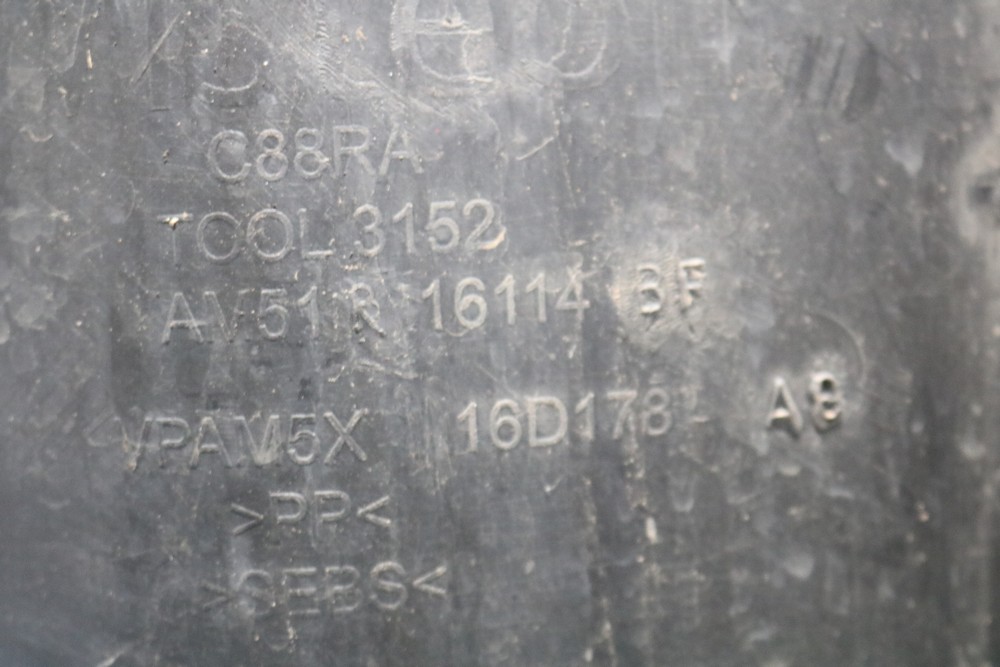 C88RA
TOOL 3152
AV51 R 16114 BF
VPAV5X 16D178 - A8
>PP<
>SEBS<